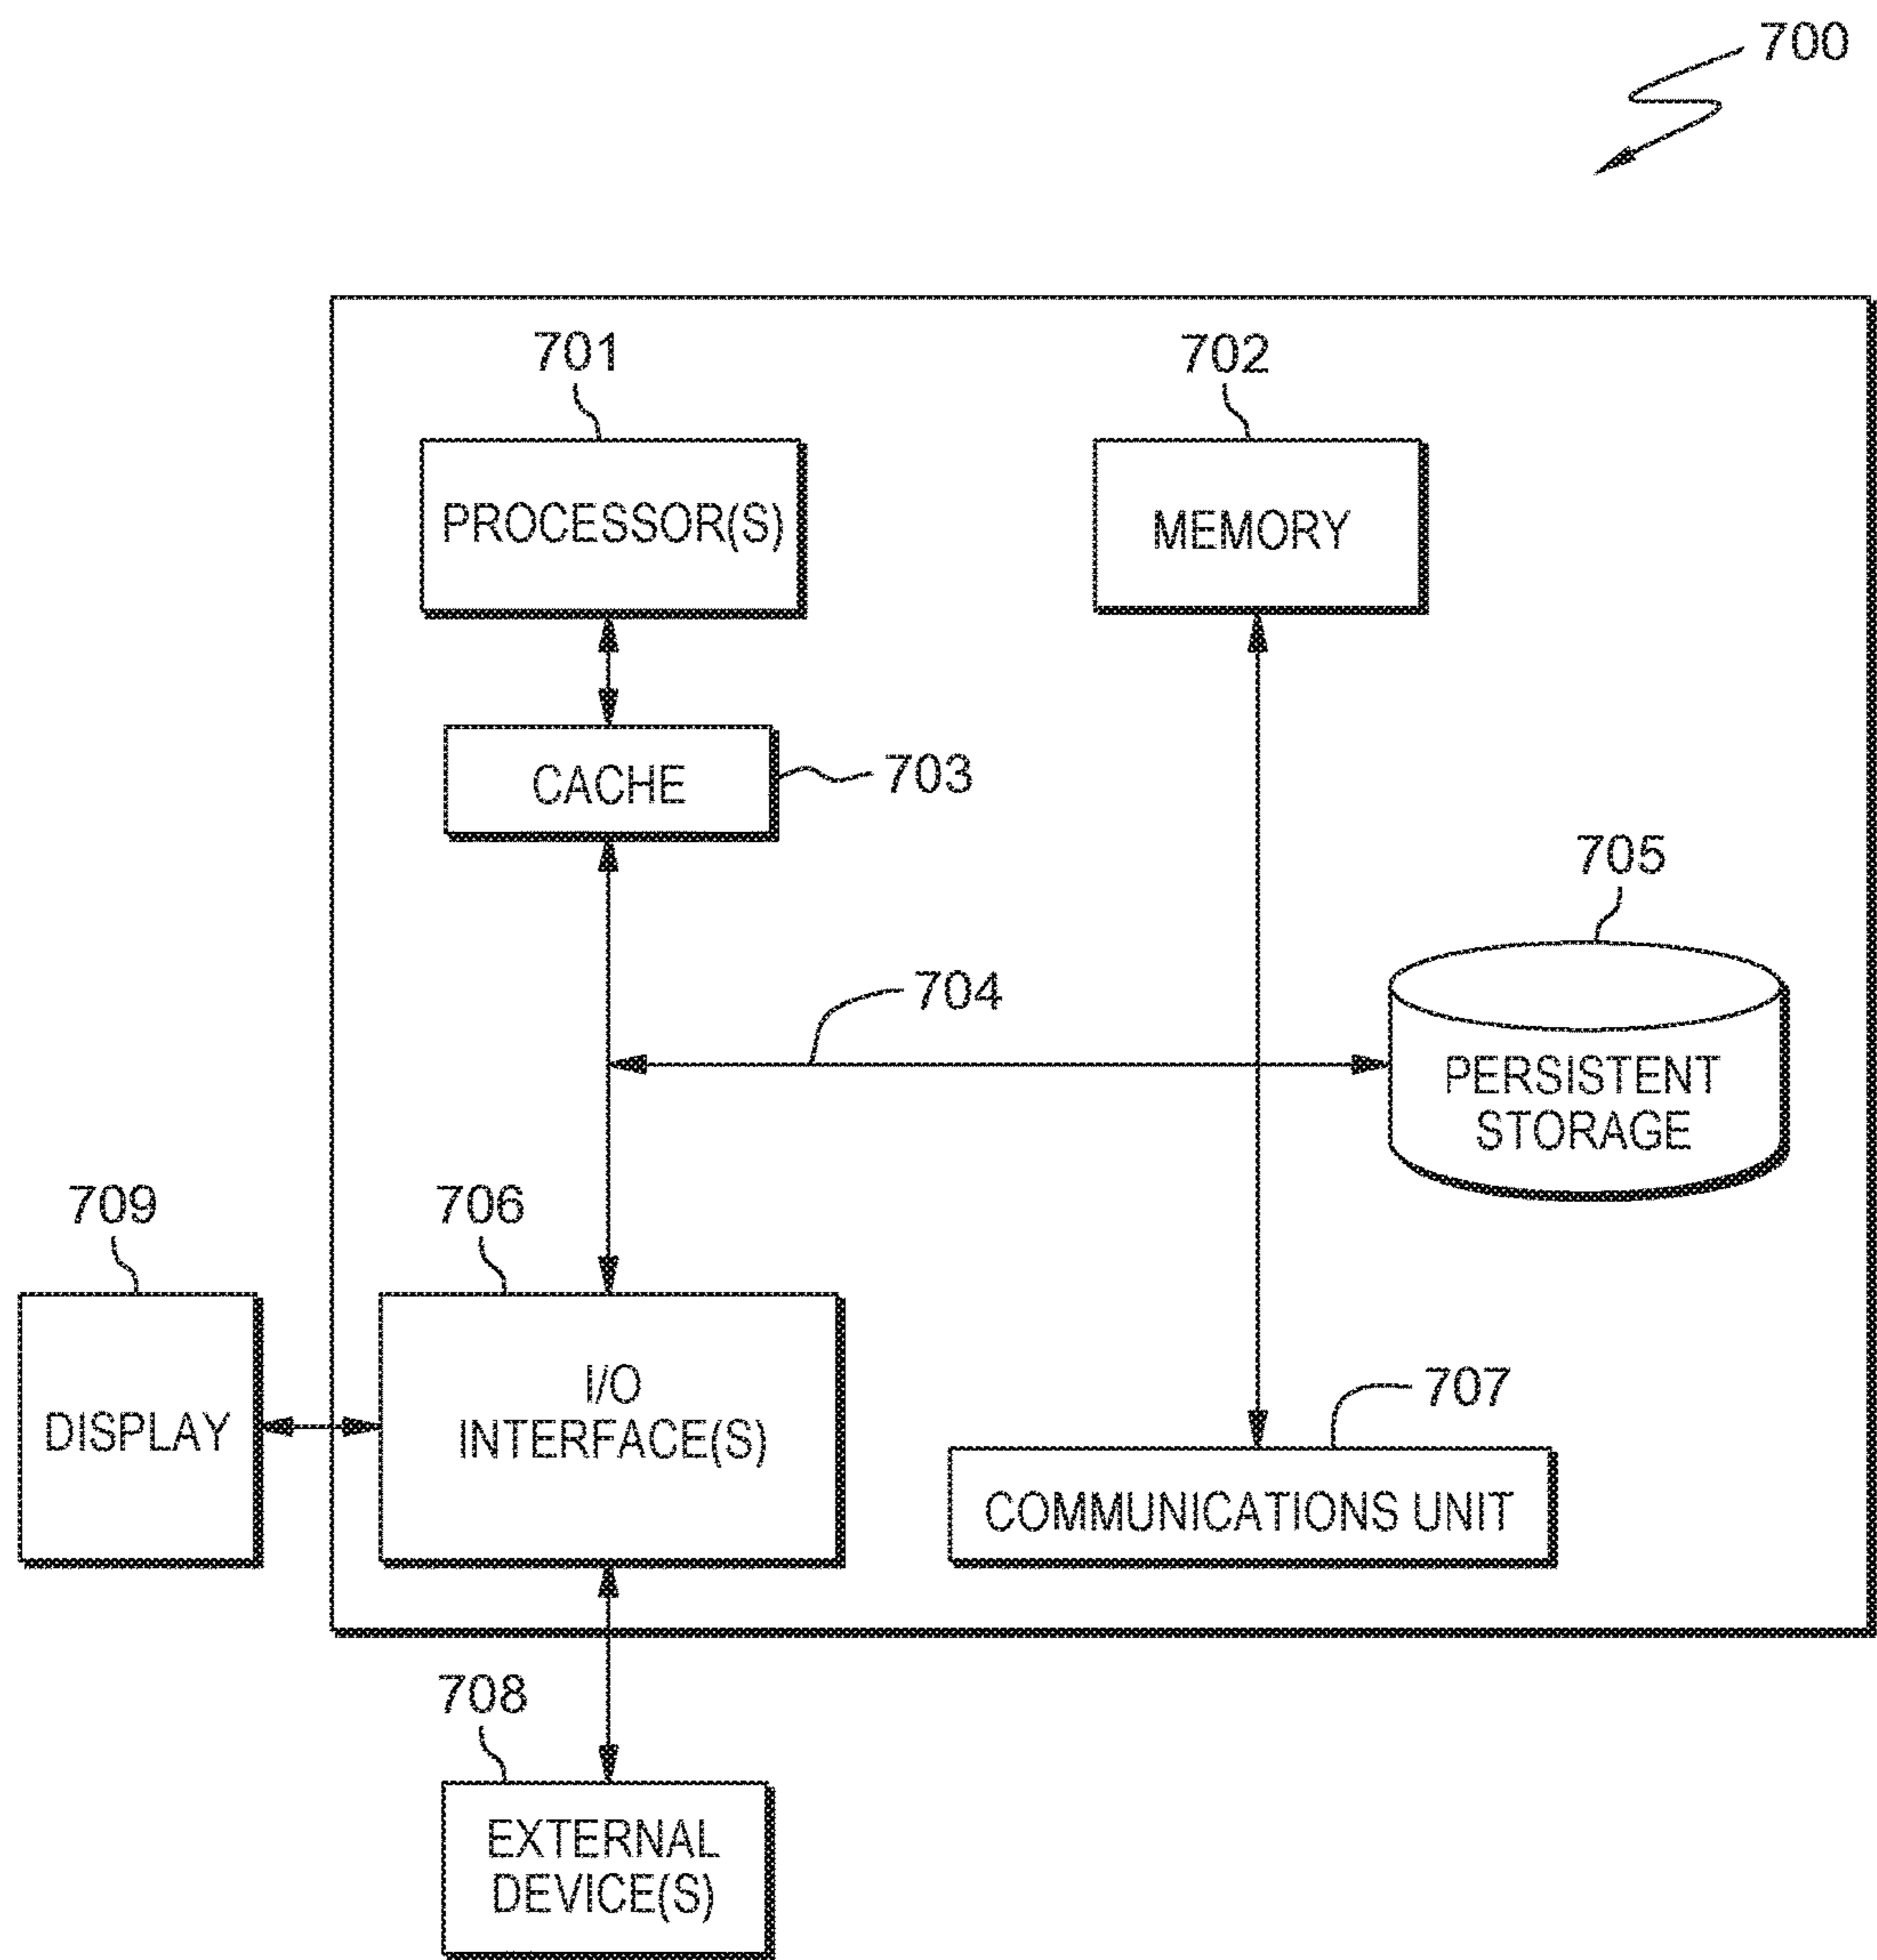 700
701
702
PROCESSOR(S)
MEMORY
CACHE
703
704
705
PERSISTENT
STORAGE
709
706
DISPLAY
I/O
INTERFACE(S)
707
COMMUNICATIONS UNIT
708
EXTERNAL
DEVICE(S)